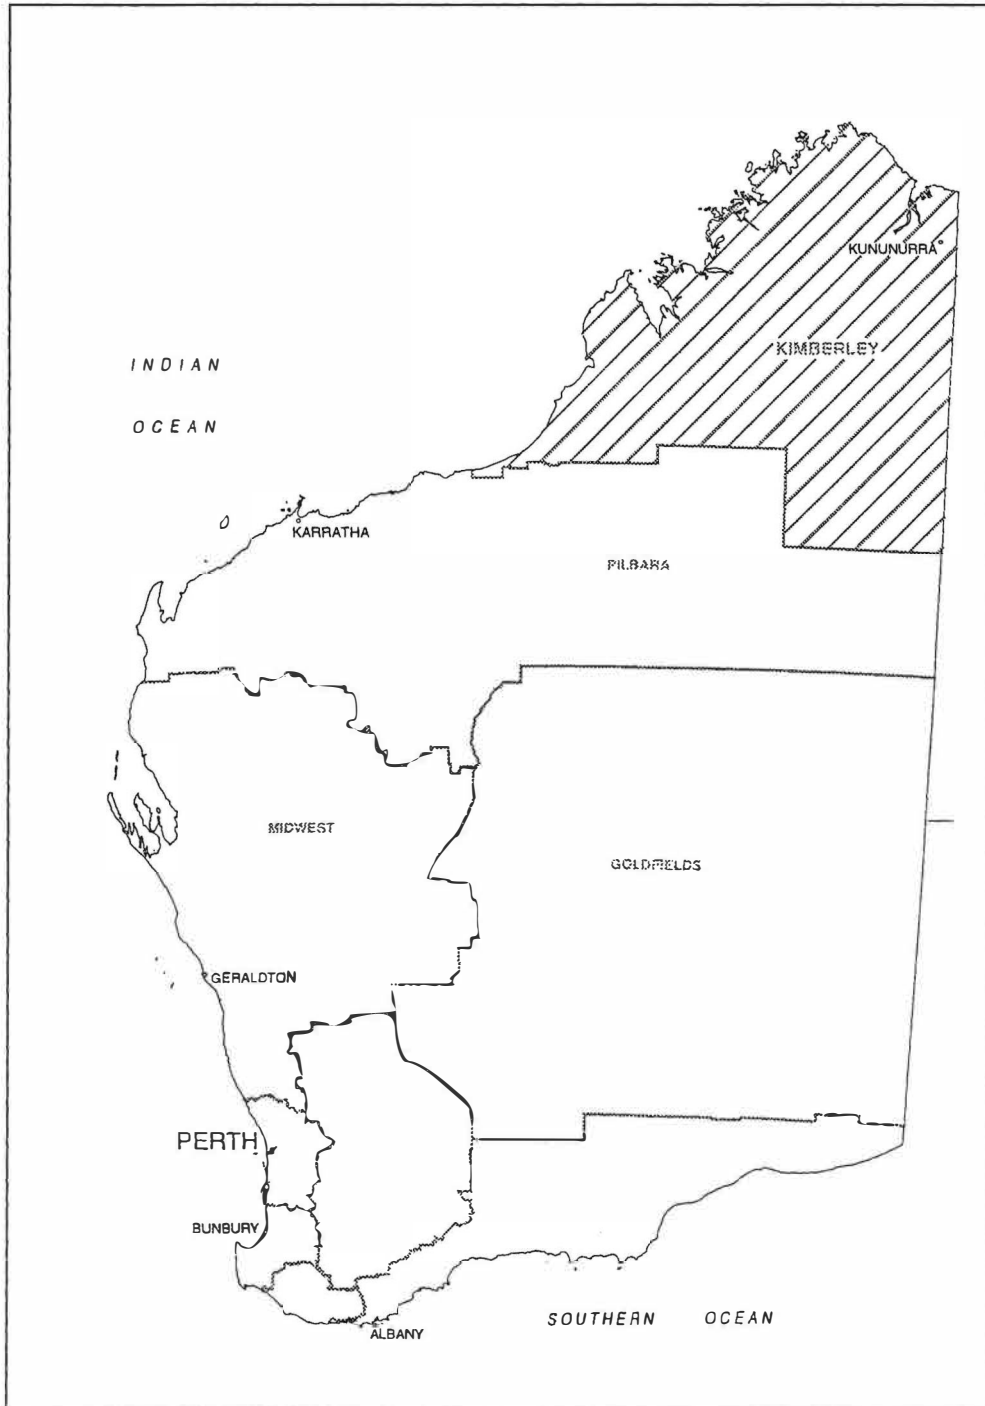 KUNUNURRA
KIMBERLEY
INDIAN
OCEAN
KARRATHA
PILBARA
MIDWEST
GOLDFIELDS
GERALDTON
PERTH
BUNBURY
SOUTHERN OCEAN
ALBANY